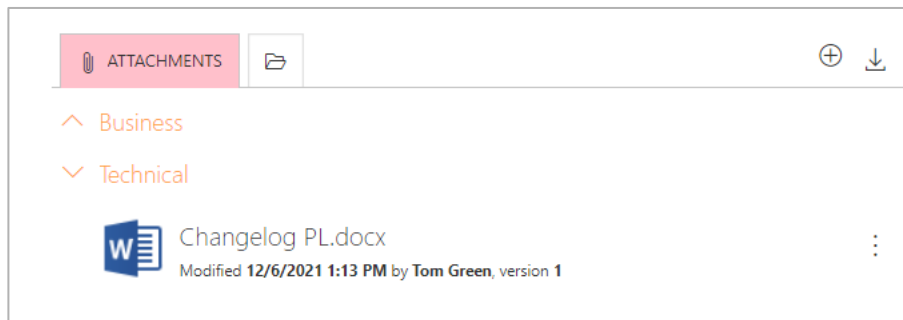 ATTACHMENTS
Business
Technical
W
Changelog PL.docx
Modified 12/6/2021 1:13 PM by Tom Green, version 1